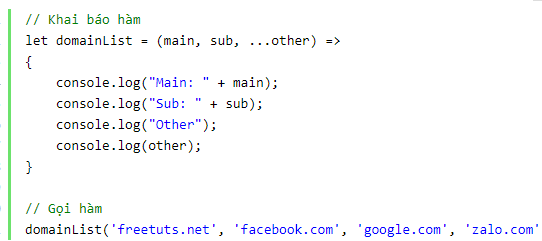 // Khai báo hàm
let domainList = (main, sub, ...other) =>
{
    console.log("Main: " + main);
    console.log("Sub: " + sub);
    console.log("Other");
    console.log(other);
}

// Gọi hàm
domainList('freetuts.net', 'facebook.com', 'google.com', 'zalo.com'